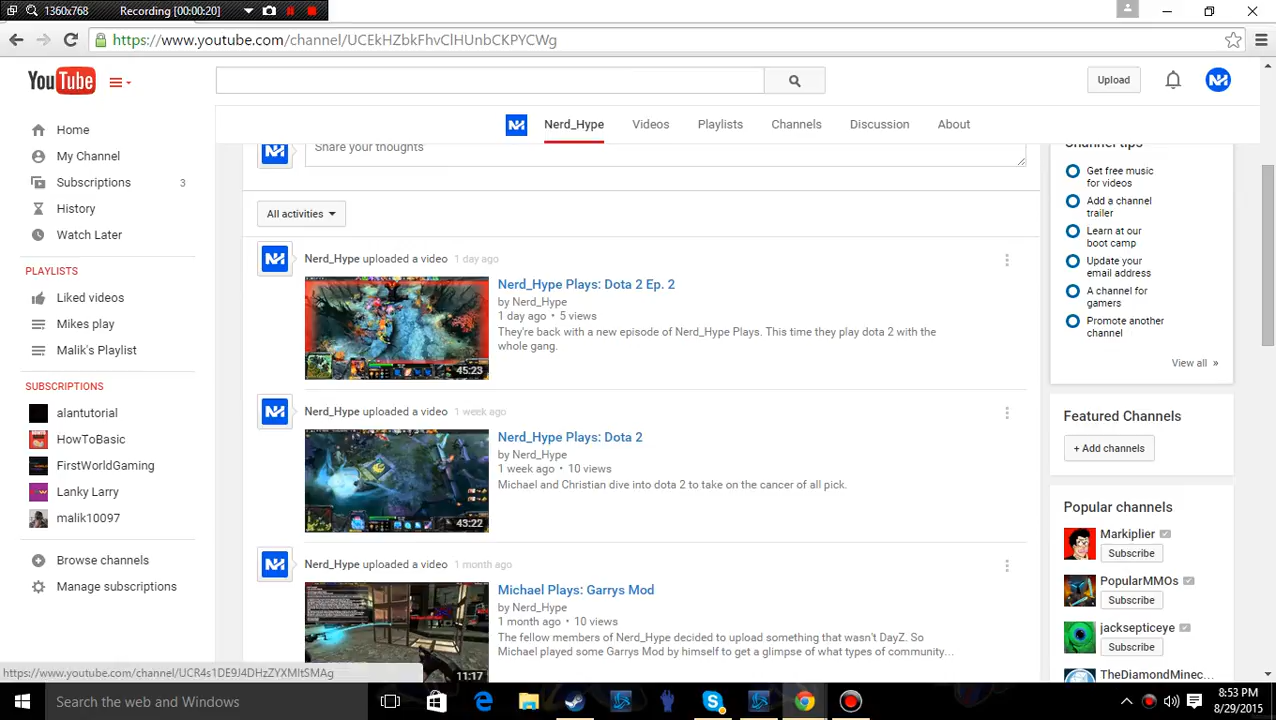 1360x768
Recording [00:00:20]
https://www.youtube.com/channel/UCEkHZbkFhvClHUnbCKPYCWg
YouTube
Upload
NH
Nerd_Hype
Videos
Playlists
Channels
Discussion
About
Home
My Channel
Subscriptions
3
History
Watch Later
PLAYLISTS
Liked videos
Mikes play
Malik's Playlist
SUBSCRIPTIONS
alantutorial
HowToBasic
FirstWorldGaming
Lanky Larry
malik10097
Browse channels
Manage subscriptions
Share your thoughts
All activities
Nerd_Hype uploaded a video 1 day ago
Nerd_Hype Plays: Dota 2 Ep. 2
by Nerd_Hype
1 day ago • 5 views
They're back with a new episode of Nerd_Hype Plays. This time they play dota 2 with the
whole gang.
45:23
Nerd_Hype uploaded a video 1 week ago
Nerd_Hype Plays: Dota 2
by Nerd_Hype
1 week ago • 10 views
Michael and Christian dive into dota 2 to take on the cancer of all pick.
43:22
Nerd_Hype uploaded a video 1 month ago
Michael Plays: Garrys Mod
by Nerd_Hype
1 month ago • 10 views
The fellow members of Nerd_Hype decided to upload something that wasn't DayZ. So
Michael played some Garrys Mod by himself to get a glimpse of what types of community...
11:17
Channel tips
Get free music
for videos
Add a channel
trailer
Learn at our
boot camp
Update your
email address
A channel for
gamers
Promote another
channel
View all »
Featured Channels
+ Add channels
Popular channels
Markiplier
Subscribe
PopularMMOs
Subscribe
jacksepticeye
Subscribe
TheDiamondMinec...
https://www.youtube.com/channel/UCR4s1DE9J4DHzZYXMltSMAg
Search the web and Windows
8:53 PM
8/29/2015